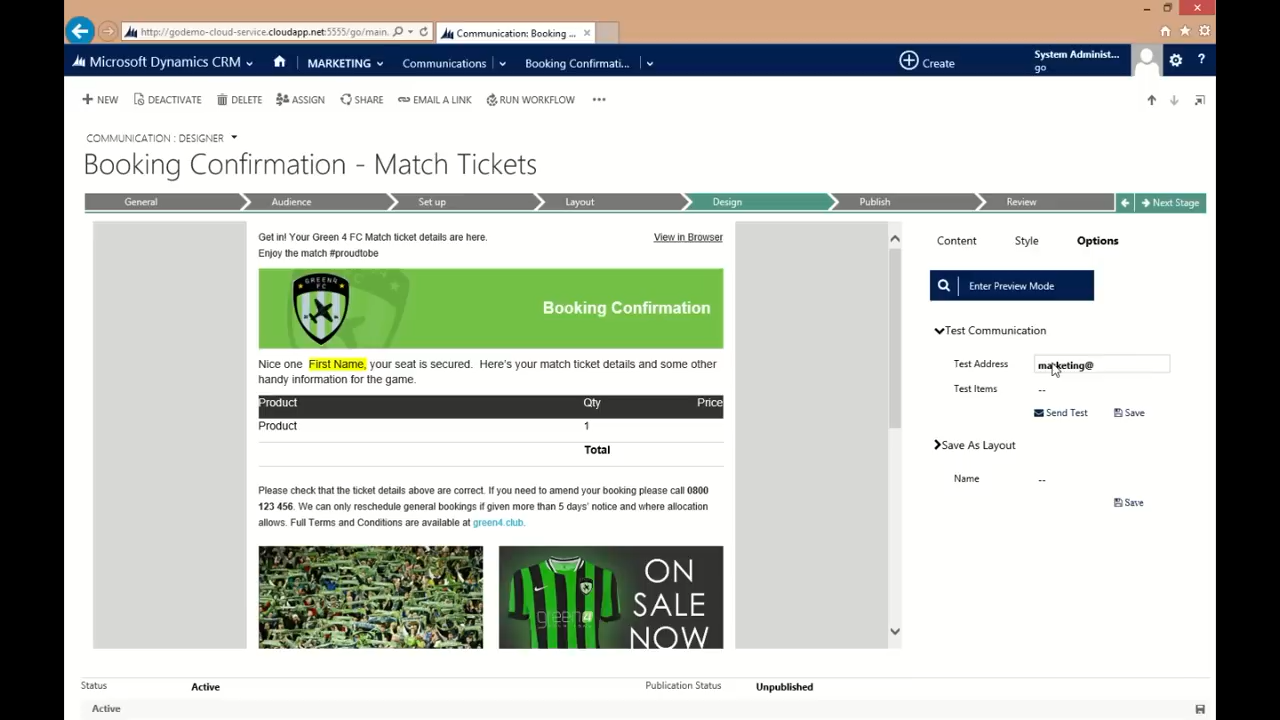 http://godemo-cloud-service.cloudapp.net:5555/go/main.
Communication: Booking ...
Microsoft Dynamics CRM
MARKETING
Communications
Booking Confirmati...
Create
System Administ...
go
?
NEW
DEACTIVATE
DELETE
ASSIGN
SHARE
EMAIL A LINK
RUN WORKFLOW
...
COMMUNICATION : DESIGNER
Booking Confirmation - Match Tickets
General
Audience
Set up
Layout
Design
Publish
Review
Next Stage
Get in! Your Green 4 FC Match ticket details are here.
View in Browser
Enjoy the match #proudtobe
GREEN4
FC
Booking Confirmation
Nice one First Name, your seat is secured. Here's your match ticket details and some other
handy information for the game.
Product Qty Price
Product 1
Total
Please check that the ticket details above are correct. If you need to amend your booking please call 0800
123 456. We can only reschedule general bookings if given more than 5 days' notice and where allocation
allows. Full Terms and Conditions are available at green4 club.
green4
ON
SALE
NOW
Content
Style
Options
Enter Preview Mode
Test Communication
Test Address marketing@
Test Items --
Send Test
Save
Save As Layout
Name --
Save
Status Active
Publication Status Unpublished
Active